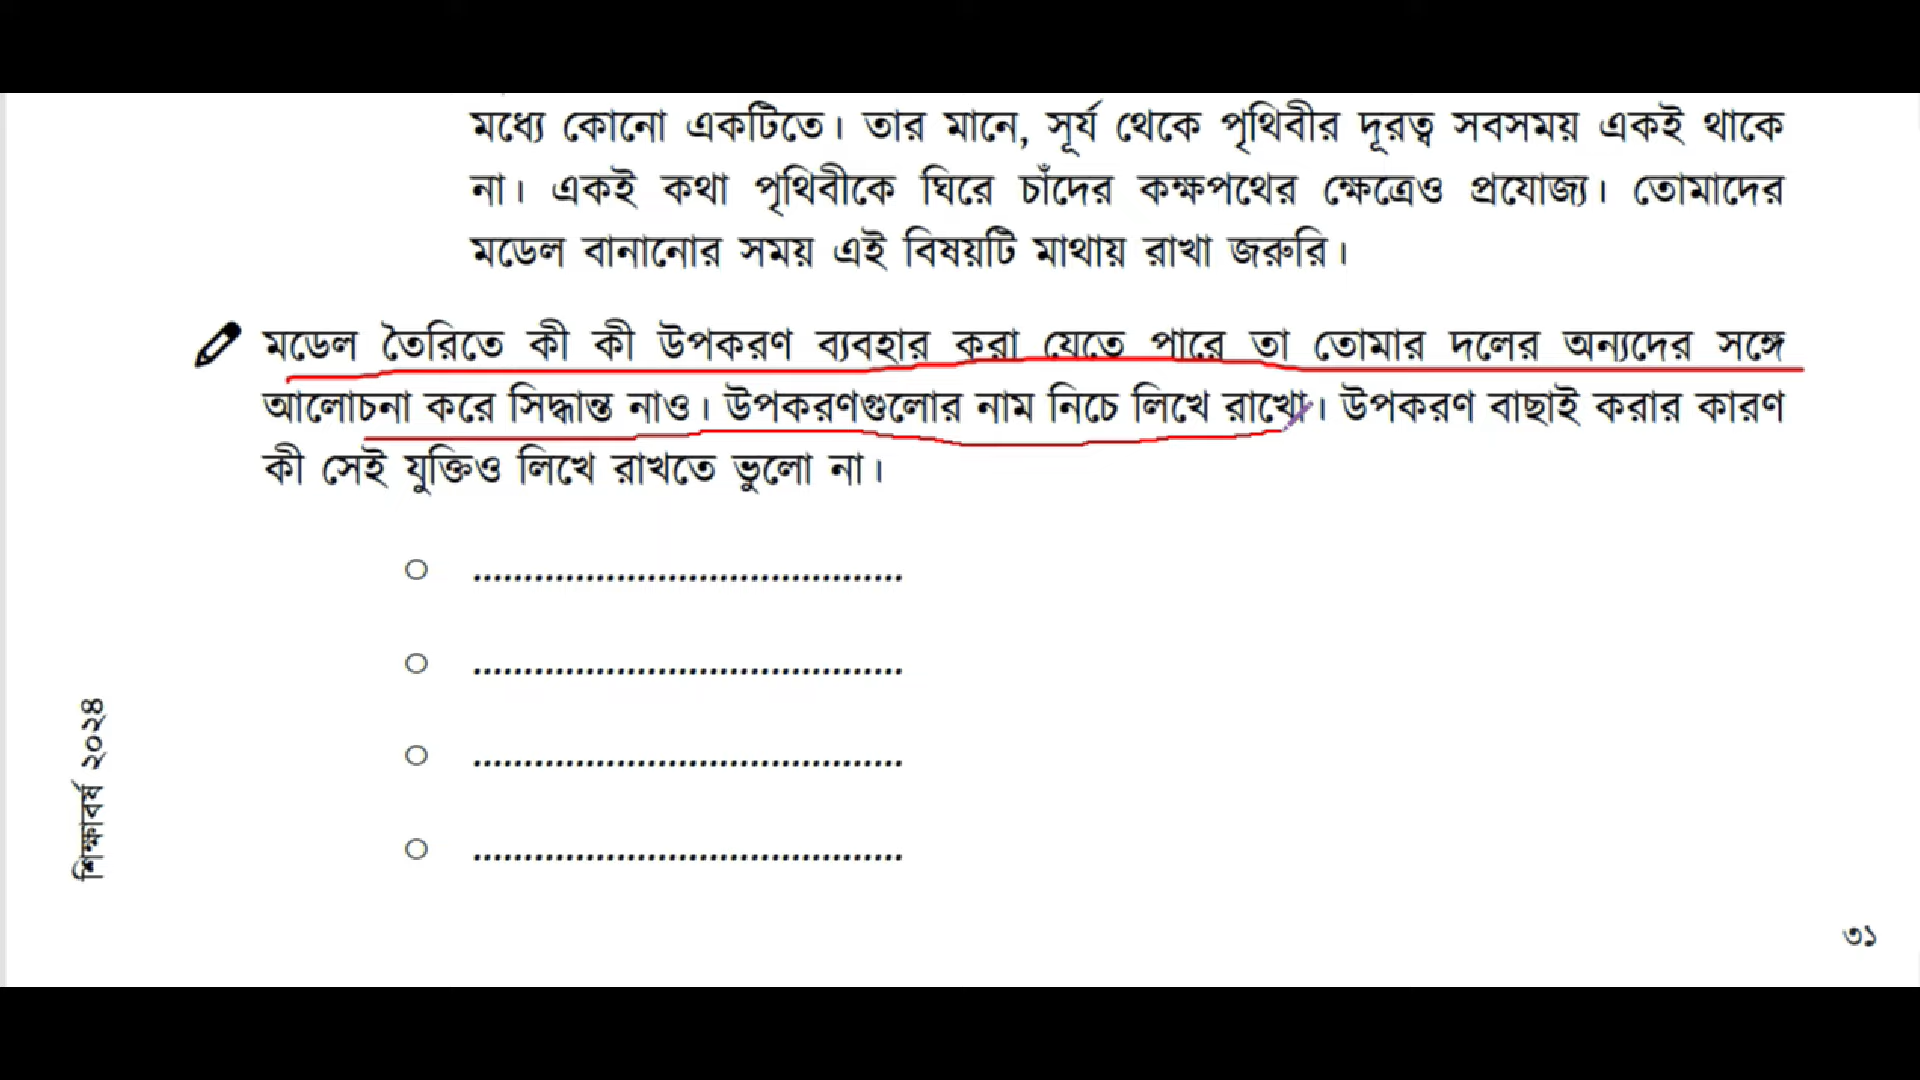 মধ্যে কোনো একটিতে। তার মানে, সূর্য থেকে পৃথিবীর দূরত্ব সবসময় একই থাকে
না। একই কথা পৃথিবীকে ঘিরে চাঁদের কক্ষপথের ক্ষেত্রেও প্রযোজ্য। তোমাদের
মডেল বানানোর সময় এই বিষয়টি মাথায় রাখা জরুরি।
মডেল তৈরিতে কী কী উপকরণ ব্যবহার করা যেতে পারে তা তোমার দলের অন্যদের সঙ্গে
আলোচনা করে সিদ্ধান্ত নাও। উপকরণগুলোর নাম নিচে লিখে রাখো। উপকরণ বাছাই করার কারণ
কী সেই যুক্তিও লিখে রাখতে ভুলো না।
○ ..........................................
○ ..........................................
○ ..........................................
○ ..........................................
শিক্ষাবর্ষ ২০২৪
৩১